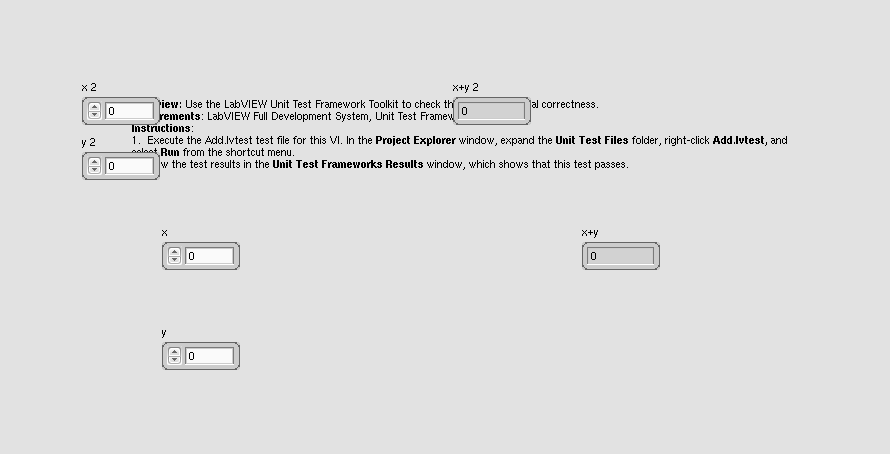 x 2
x+y 2
0
iew: Use the LabVIEW Unit Test Framework Toolkit to check th
al correctness.
0
rements: LabVIEW Full Development System, Unit Test Framew
Instructions:
y 2
1. Execute the Add.lvtest test file for this VI. In the Project Explorer window, expand the Unit Test Files folder, right-click Add.lvtest, and
select Run from the shortcut menu.
0
w the test results in the Unit Test Frameworks Results window, which shows that this test passes.
x
x+y
0
0
y
0